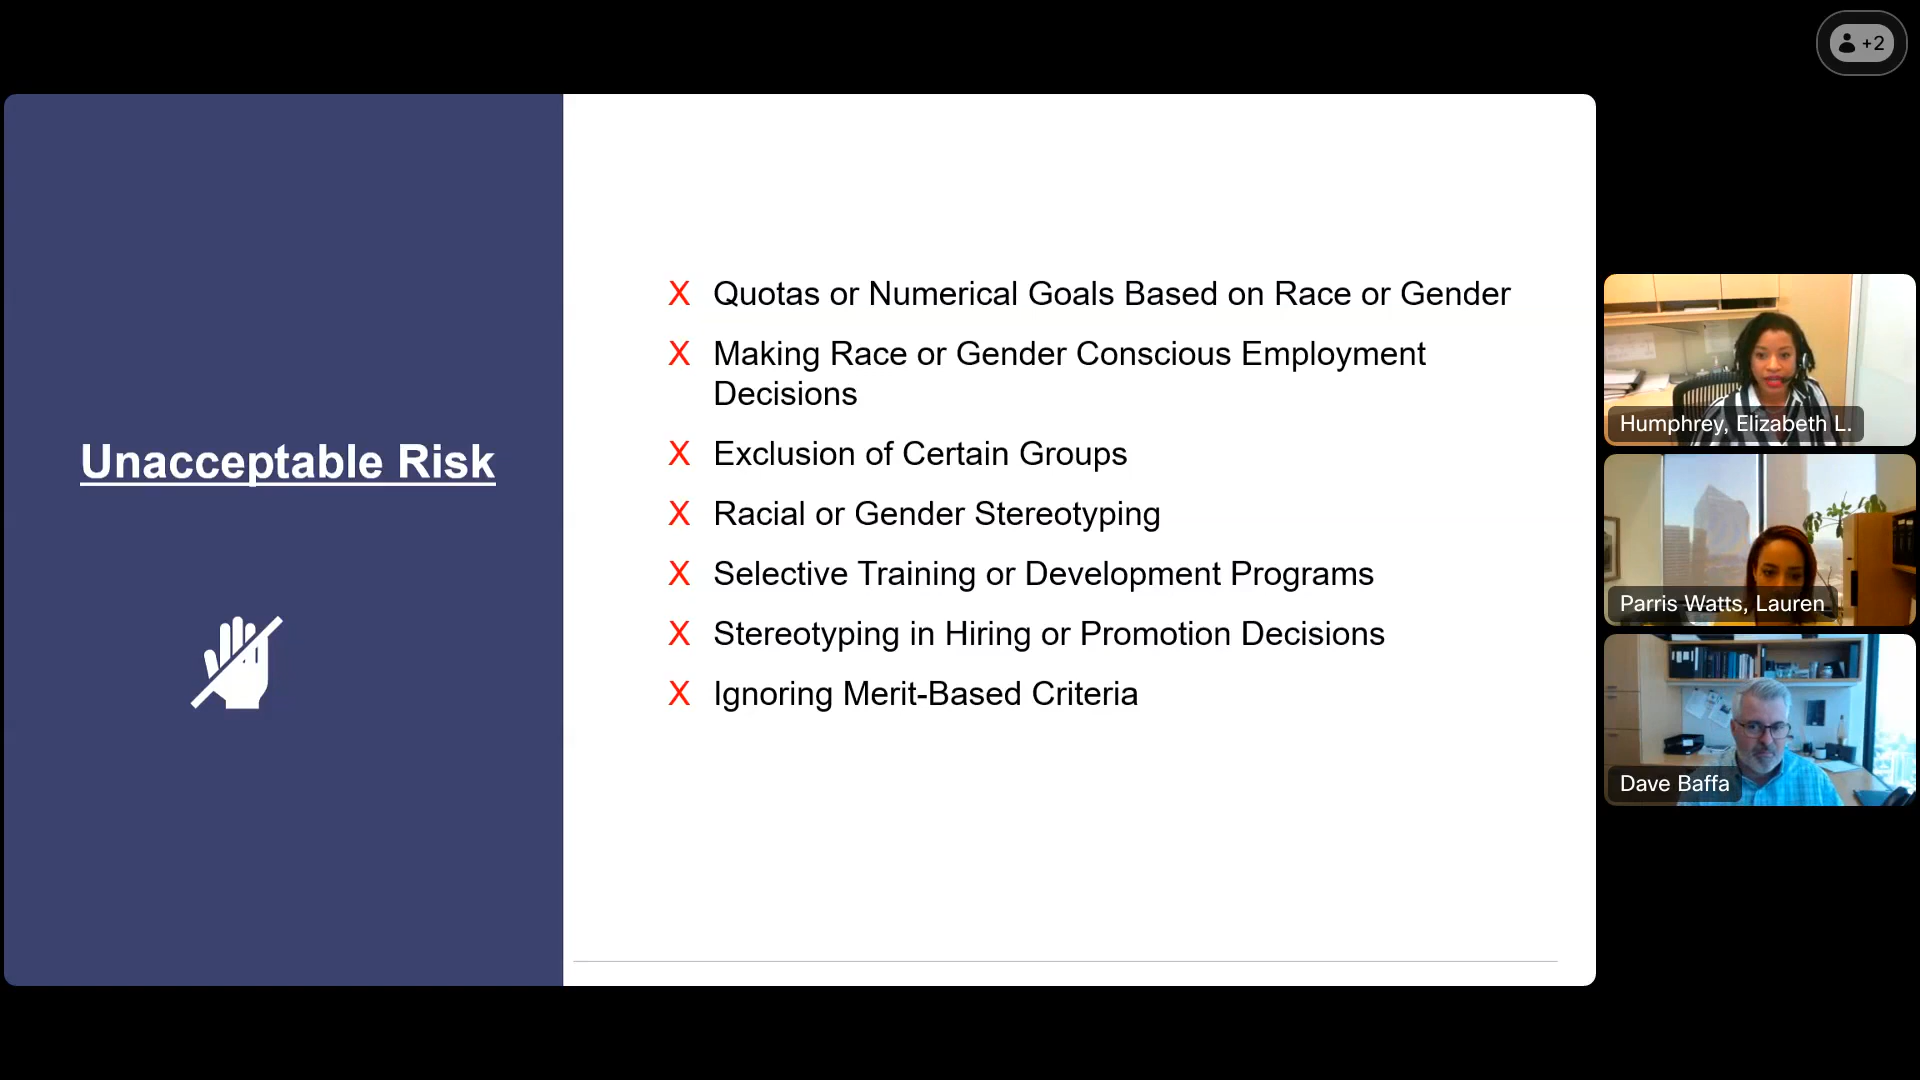 +2
Unacceptable Risk
X Quotas or Numerical Goals Based on Race or Gender
X Making Race or Gender Conscious Employment
Decisions
X Exclusion of Certain Groups
X Racial or Gender Stereotyping
X Selective Training or Development Programs
X Stereotyping in Hiring or Promotion Decisions
X Ignoring Merit-Based Criteria
Humphrey, Elizabeth L.
Parris Watts, Lauren
Dave Baffa